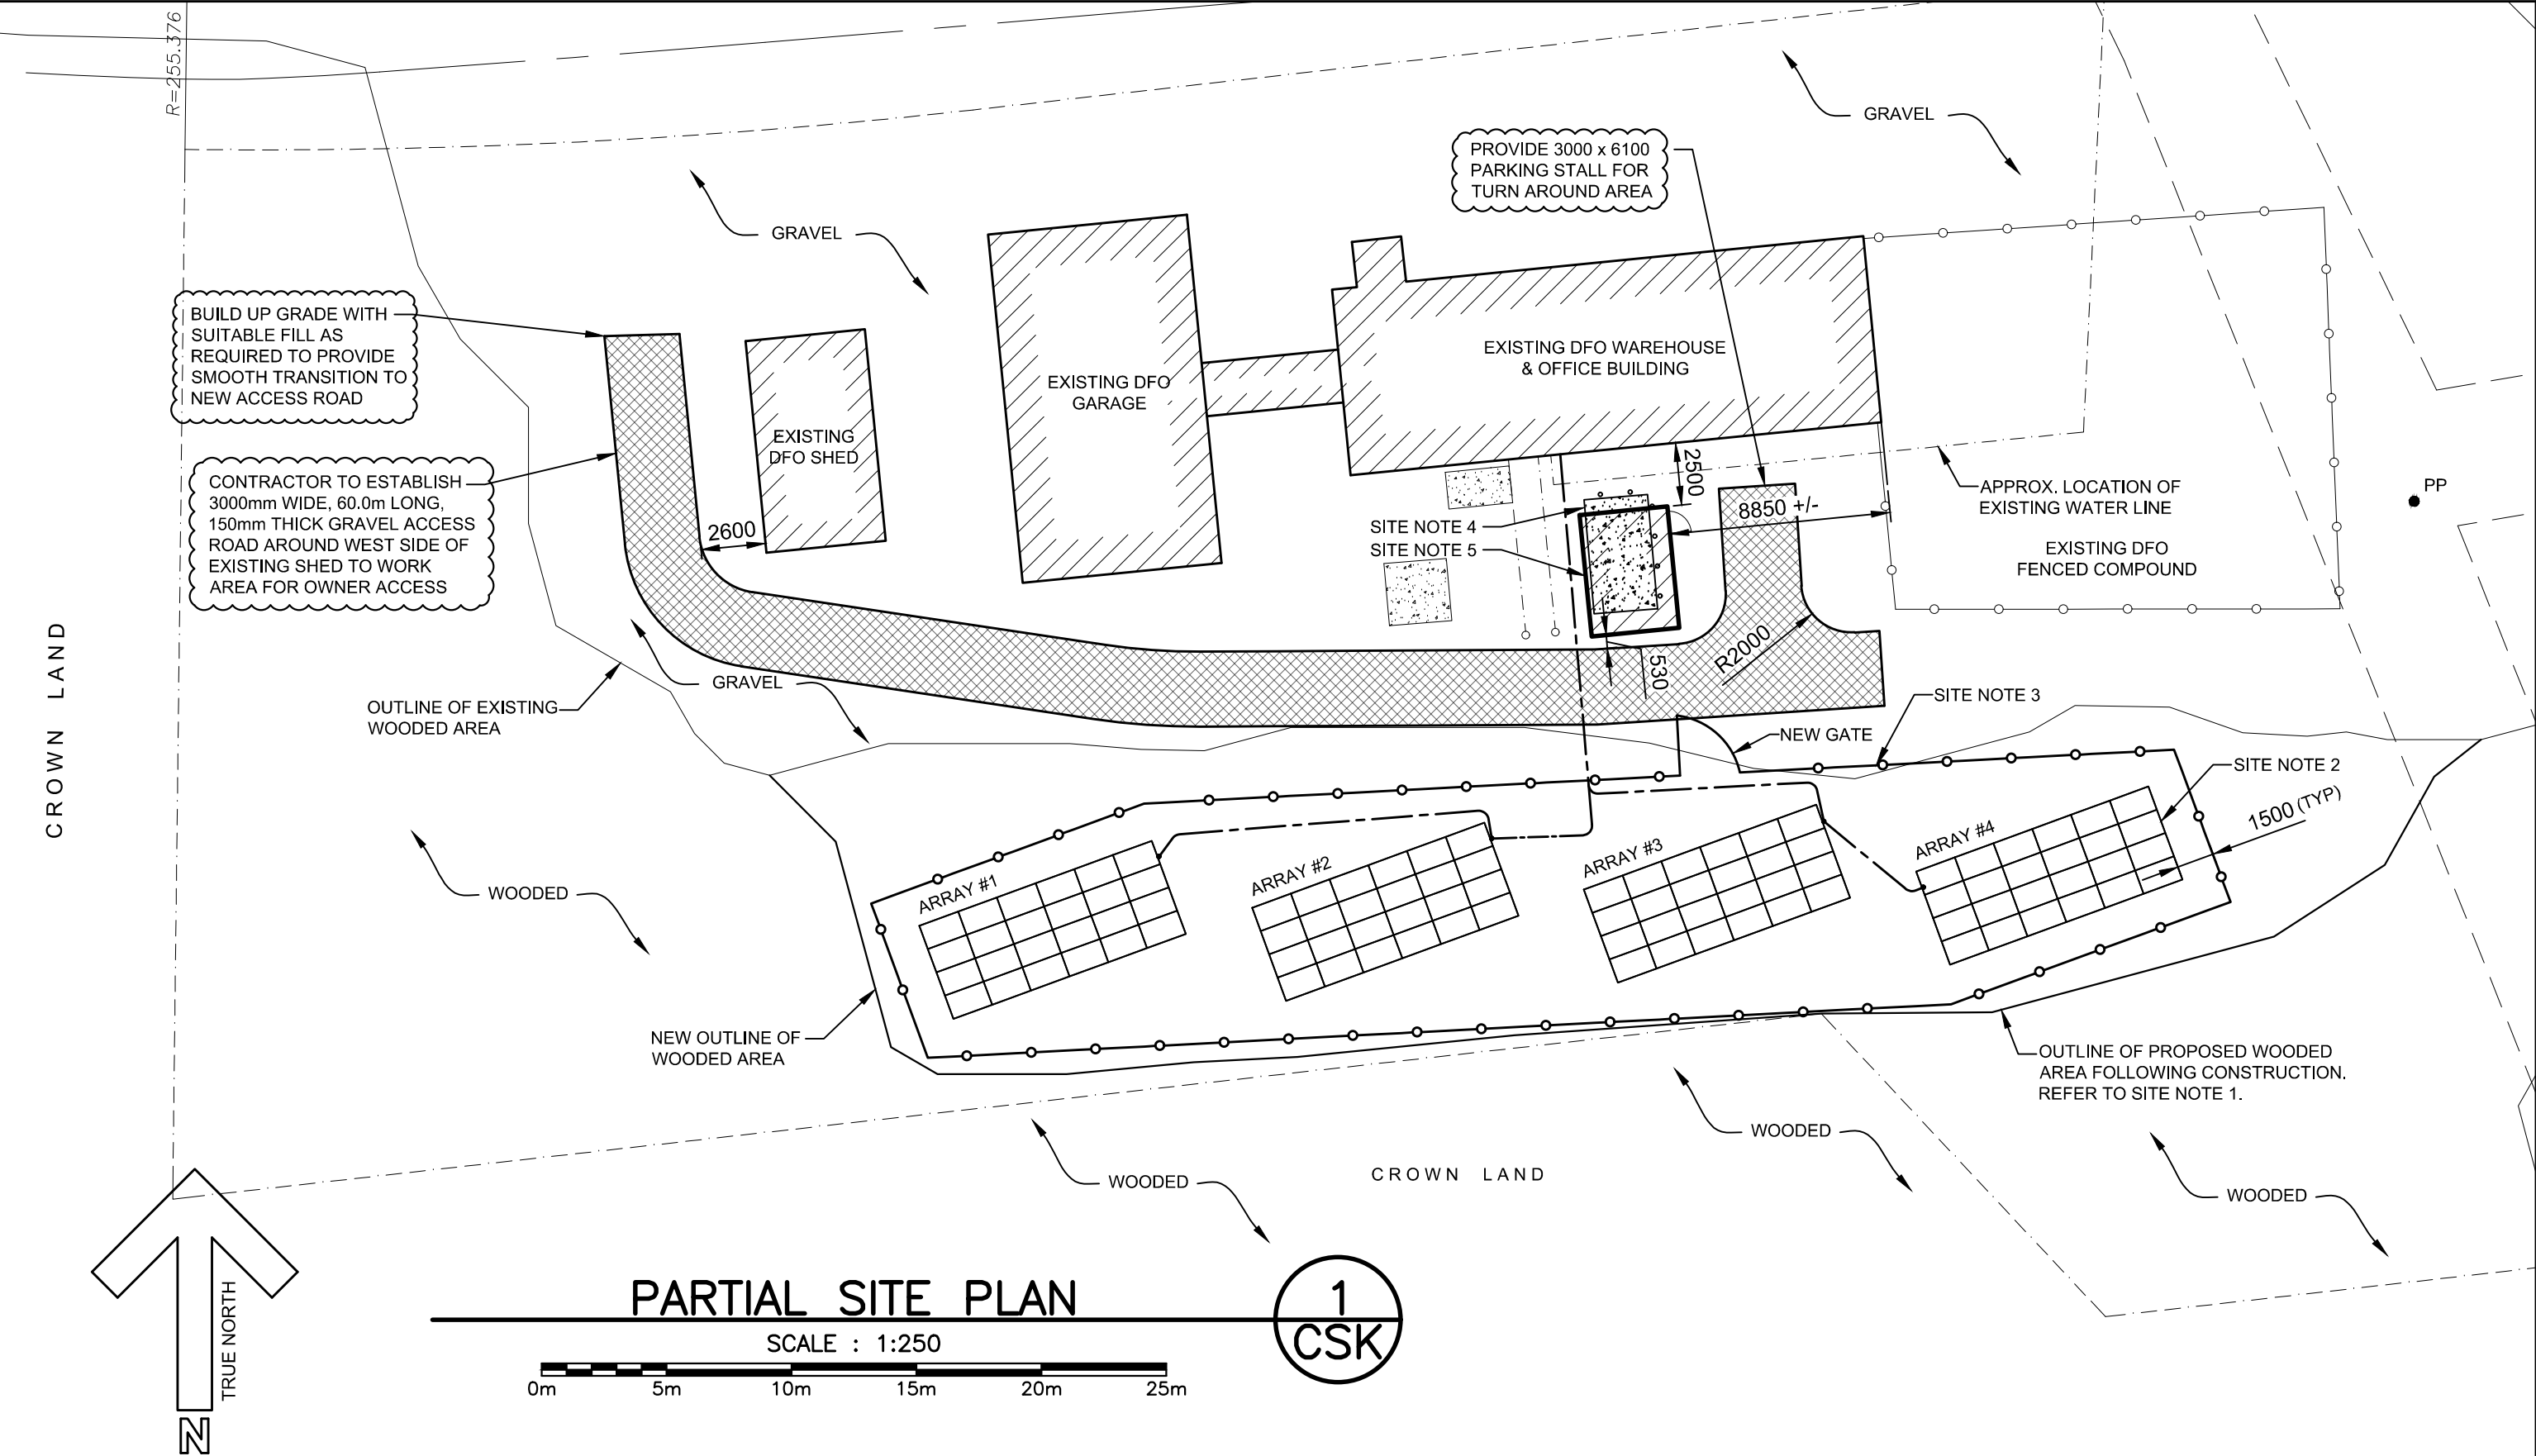 R=255.376
GRAVEL
PROVIDE 3000 x 6100
PARKING STALL FOR
TURN AROUND AREA
GRAVEL
BUILD UP GRADE WITH
SUITABLE FILL AS
REQUIRED TO PROVIDE
SMOOTH TRANSITION TO
NEW ACCESS ROAD
EXISTING DFO WAREHOUSE
& OFFICE BUILDING
EXISTING DFO
GARAGE
EXISTING
DFO SHED
CONTRACTOR TO ESTABLISH
3000mm WIDE, 60.0m LONG,
150mm THICK GRAVEL ACCESS
ROAD AROUND WEST SIDE OF
EXISTING SHED TO WORK
AREA FOR OWNER ACCESS
2600
2500
8850 +/-
APPROX. LOCATION OF
EXISTING WATER LINE
PP
SITE NOTE 4
SITE NOTE 5
EXISTING DFO
FENCED COMPOUND
CROWN LAND
R2000
530
GRAVEL
OUTLINE OF EXISTING
WOODED AREA
SITE NOTE 3
NEW GATE
SITE NOTE 2
1500 (TYP)
ARRAY #1
ARRAY #2
ARRAY #3
ARRAY #4
WOODED
NEW OUTLINE OF
WOODED AREA
OUTLINE OF PROPOSED WOODED
AREA FOLLOWING CONSTRUCTION.
REFER TO SITE NOTE 1.
WOODED
WOODED
CROWN LAND
WOODED
TRUE NORTH
N
PARTIAL SITE PLAN
1
CSK
SCALE : 1:250
0m 5m 10m 15m 20m 25m